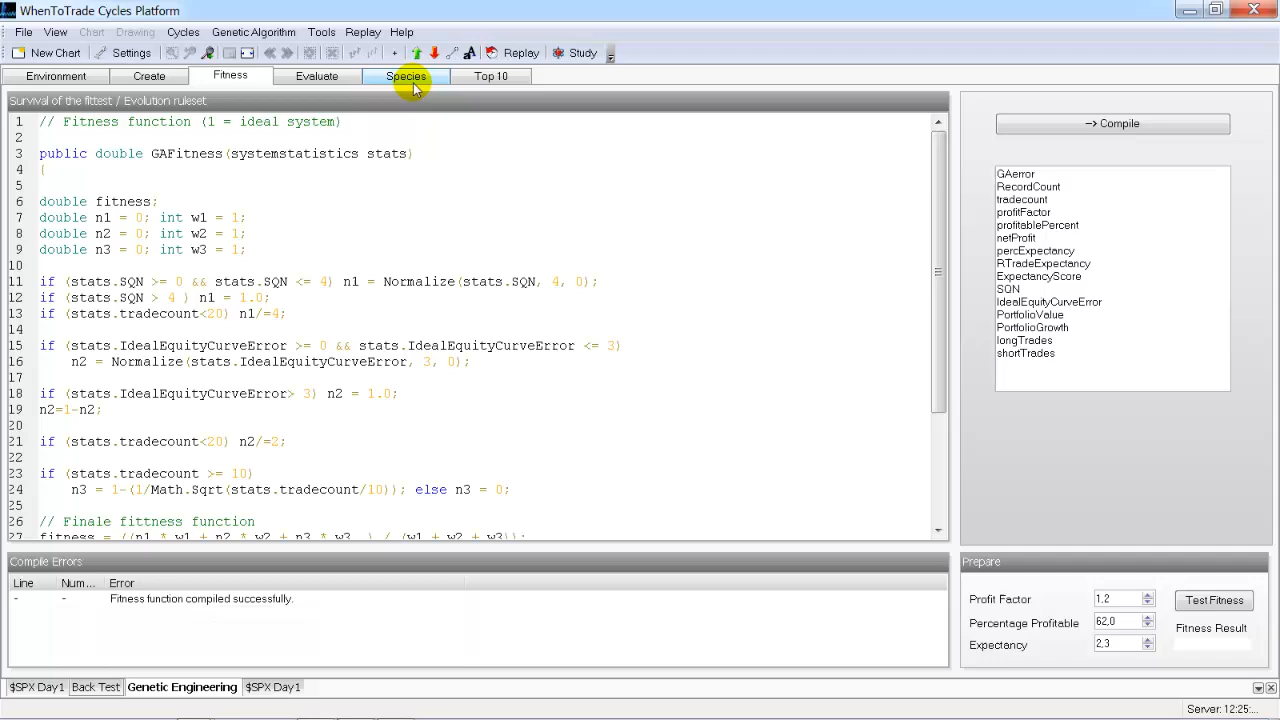 WhenToTrade Cycles Platform
File View Chart Drawing Cycles Genetic Algorithm Tools Replay Help
New Chart Settings Replay Study
Environment Create Fitness Evaluate Species Top 10
Survival of the fittest / Evolution ruleset
1 // Fitness function (1 = ideal system)
2
3 public double GAFitness(systemstatistics stats)
4 {
5
6 double fitness;
7 double n1 = 0; int w1 = 1;
8 double n2 = 0; int w2 = 1;
9 double n3 = 0; int w3 = 1;
10
11 if (stats.SQN >= 0 && stats.SQN <= 4) n1 = Normalize(stats.SQN, 4, 0);
12 if (stats.SQN > 4 ) n1 = 1.0;
13 if (stats.tradecount<20) n1/=4;
14
15 if (stats.IdealEquityCurveError >= 0 && stats.IdealEquityCurveError <= 3)
16 n2 = Normalize(stats.IdealEquityCurveError, 3, 0);
17
18 if (stats.IdealEquityCurveError> 3) n2 = 1.0;
19 n2=1-n2;
20
21 if (stats.tradecount<20) n2/=2;
22
23 if (stats.tradecount >= 10)
24 n3 = 1-(1/Math.Sqrt(stats.tradecount/10)); else n3 = 0;
25
26 // Finale fittness function
27 fitness = ((n1 * w1 + n2 * w2 + n3 * w3 ) / (w1 + w2 + w3));
--> Compile
GAerror
RecordCount
tradecount
profitFactor
profitablePercent
netProfit
percExpectancy
RTradeExpectancy
ExpectancyScore
SQN
IdealEquityCurveError
PortfolioValue
PortfolioGrowth
longTrades
shortTrades
Compile Errors
Line Num... Error
- - Fitness function compiled successfully.
Prepare
Profit Factor 1.2 Test Fitness
Percentage Profitable 62,0 Fitness Result
Expectancy 2.3
$SPX Day1 Back Test Genetic Engineering $SPX Day1
Server: 12:25:...